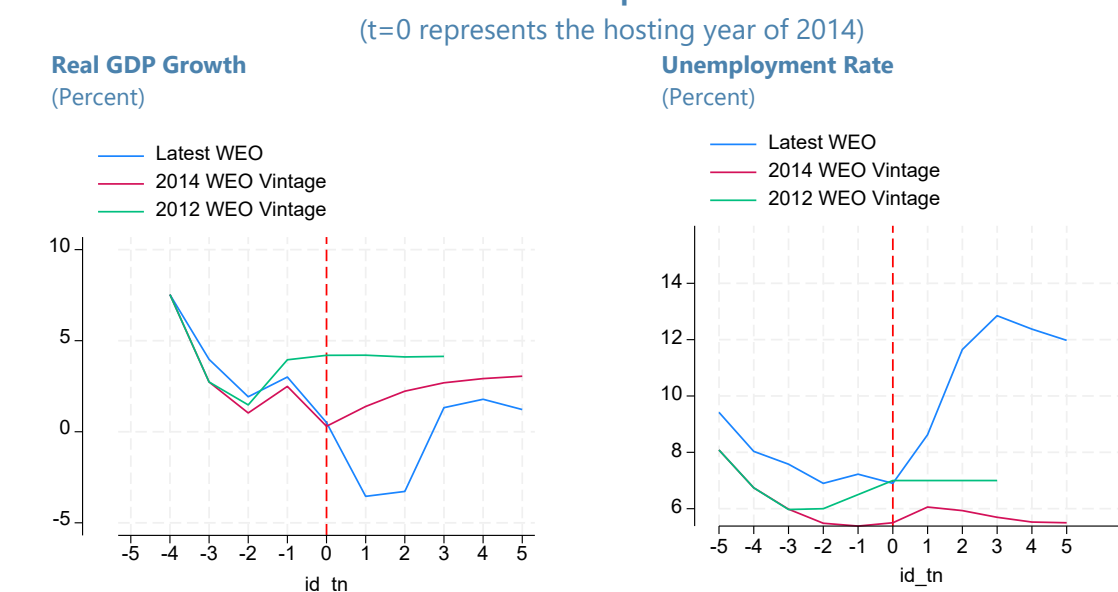 (t=0 represents the hosting year of 2014)
Real GDP Growth
(Percent)
Latest WEO
2014 WEO Vintage
2012 WEO Vintage
10
5
0
-5
-5 -4 -3 -2 -1 0 1 2 3 4 5
id_tn
Unemployment Rate
(Percent)
Latest WEO
2014 WEO Vintage
2012 WEO Vintage
14
12
10
8
6
-5 -4 -3 -2 -1 0 1 2 3 4 5
id_tn